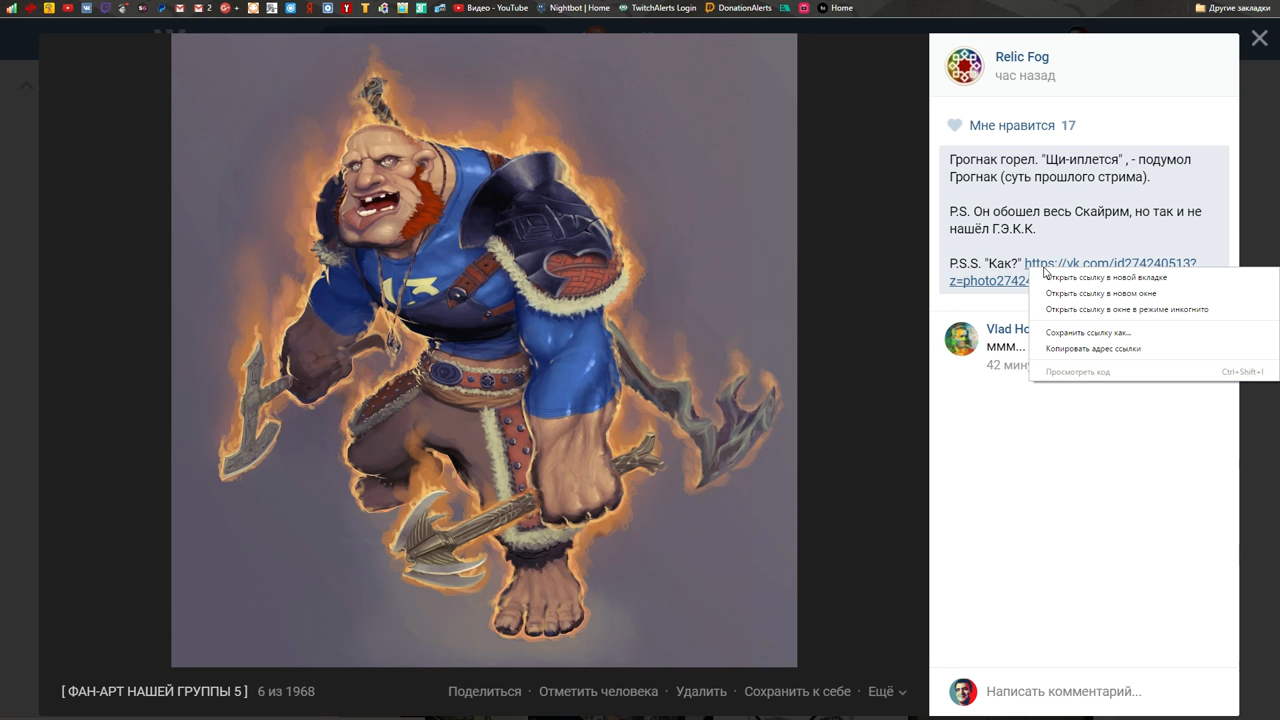 Видео - YouTube
Nightbot | Home
TwitchAlerts Login
DonationAlerts
Home
Другие закладки
Relic Fog
час назад
Мне нравится 17
Грогнак горел. "Щи-иплется" , - подумол
Грогнак (суть прошлого стрима).
P.S. Он обошел весь Скайрим, но так и не
нашёл Г.Э.К.К.
P.S.S. "Как?" https://vk.com/id274240513?
z=photo2742
Открыть ссылку в новой вкладке
Открыть ссылку в новом окне
Открыть ссылку в окне в режиме инкогнито
Сохранить ссылку как...
Копировать адрес ссылки
Просмотреть код Ctrl+Shift+I
Vlad Ho
ммм...
42 мину
[ ФАН-АРТ НАШЕЙ ГРУППЫ 5 ] 6 из 1968
Поделиться · Отметить человека · Удалить · Сохранить к себе · Ещё
Написать комментарий...